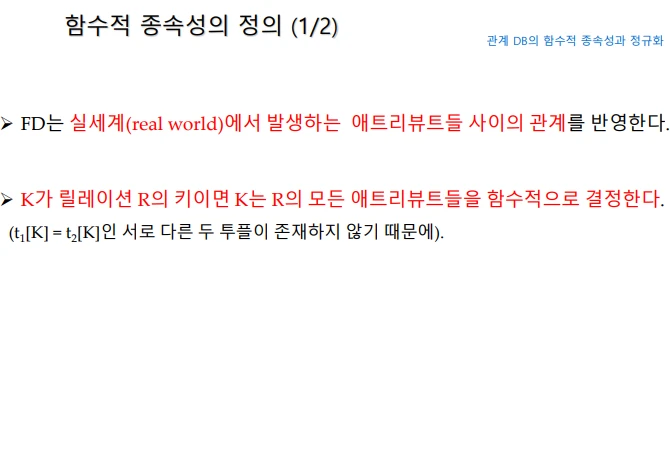 함수적 종속성의 정의 (1/2)
관계 DB의 함수적 종속성과 정규화
➢ FD는 실세계(real world)에서 발생하는 애트리뷰트들 사이의 관계를 반영한다.
➢ K가 릴레이션 R의 키이면 K는 R의 모든 애트리뷰트들을 함수적으로 결정한다.
(t₁[K] = t₂[K]인 서로 다른 두 투플이 존재하지 않기 때문에).